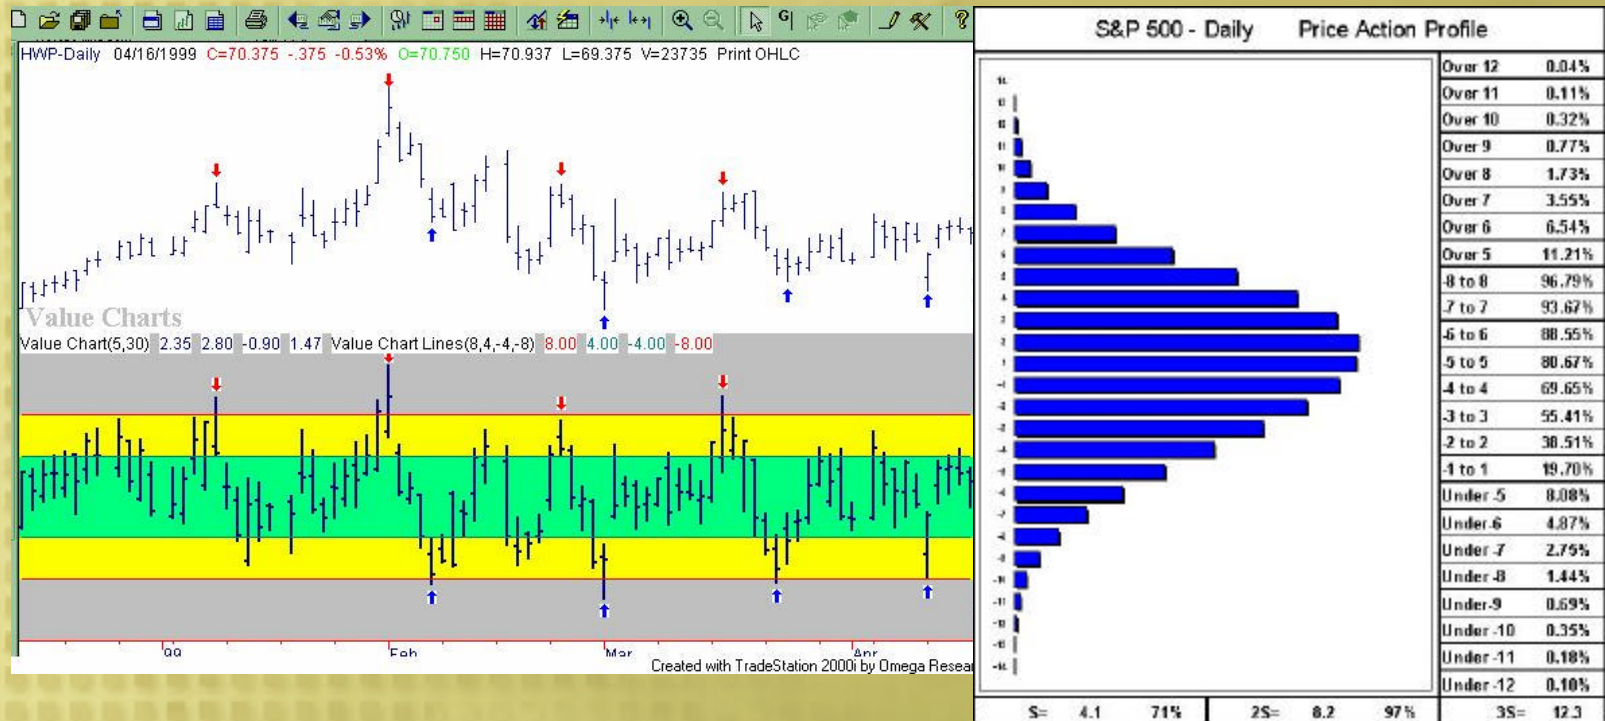 HWP-Daily 04/16/1999 C=70.375 -.375 -0.53% O=70.750 H=70.937 L=69.375 V=23735 Print OHLC
Value Charts
Value Chart(5,30) 2.35 2.80 -0.90 1.47 Value Chart Lines(8,4,-4,-8) 8.00 4.00 -4.00 -8.00
99 Feb Mar Apr
Created with TradeStation 2000i by Omega Resear
S&P 500 - Daily Price Action Profile
Over 12 0.04%
Over 11 0.11%
Over 10 0.32%
Over 9 0.77%
Over 8 1.73%
Over 7 3.55%
Over 6 6.54%
Over 5 11.21%
-8 to 8 96.79%
-7 to 7 93.67%
-6 to 6 88.55%
-5 to 5 80.67%
-4 to 4 69.65%
-3 to 3 55.41%
-2 to 2 38.51%
-1 to 1 19.70%
Under -5 8.08%
Under -6 4.87%
Under -7 2.75%
Under -8 1.44%
Under -9 0.69%
Under -10 0.35%
Under -11 0.18%
Under -12 0.10%
S= 4.1 71% 2S= 8.2 97% 3S= 12.3